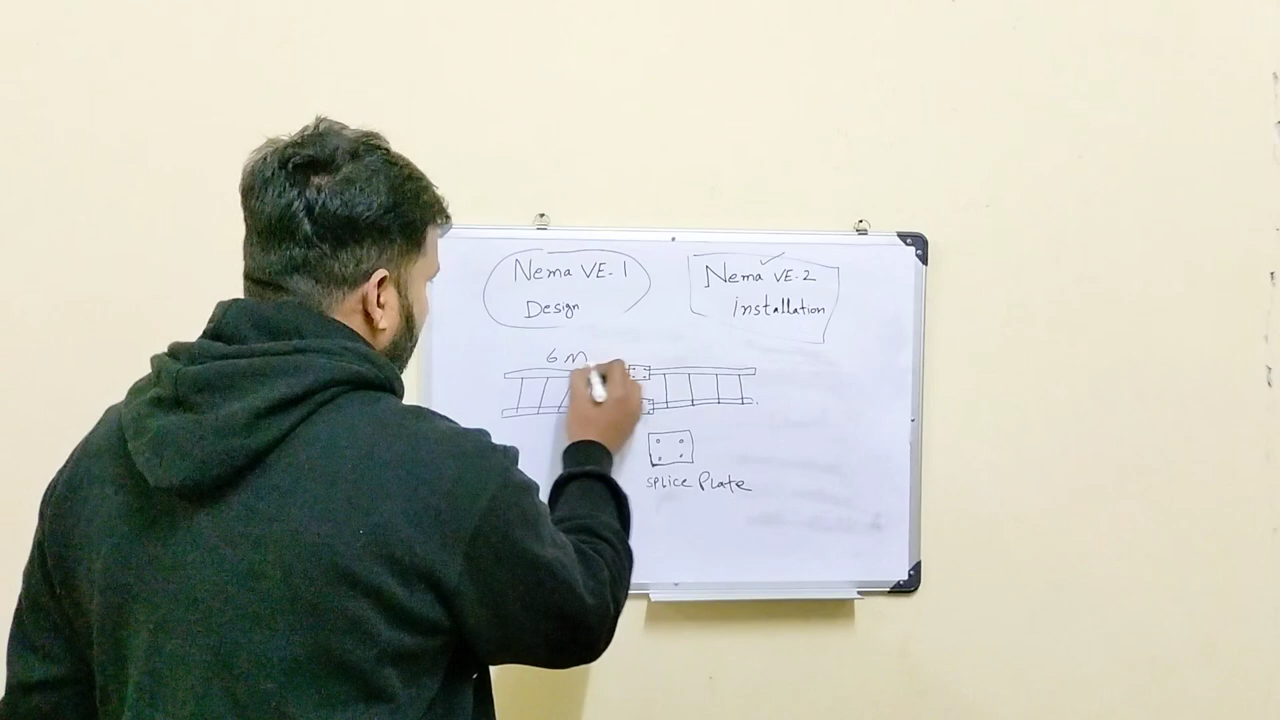 Nema VE-1
Design
Nema VE-2
installation
6 M
splice Plate